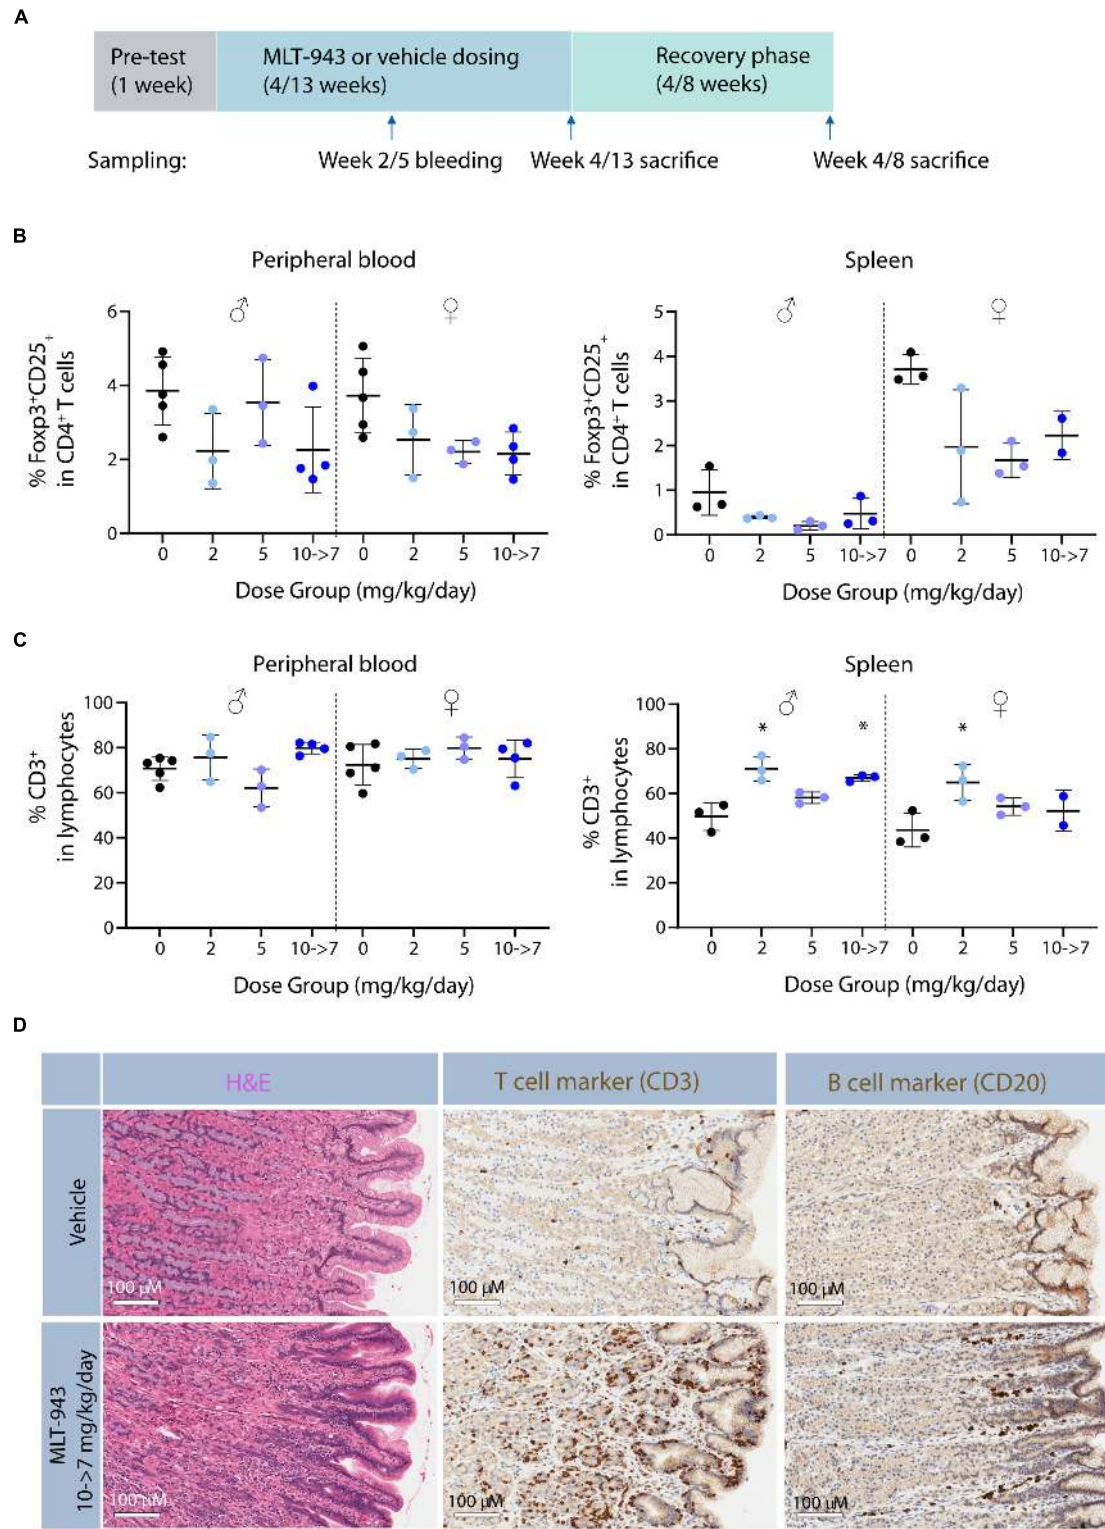 A
Pre-test
(1 week)
MLT-943 or vehicle dosing
(4/13 weeks)
Recovery phase
(4/8 weeks)
Sampling:
Week 2/5 bleeding
Week 4/13 sacrifice
Week 4/8 sacrifice
B
Peripheral blood
♂
♀
% Foxp3⁺CD25⁺
in CD4⁺ T cells
6
4
2
0
0
2
5
10->7
0
2
5
10->7
Dose Group (mg/kg/day)
Spleen
♂
♀
% Foxp3⁺CD25⁺
in CD4⁺ T cells
5
4
3
2
1
0
0
2
5
10->7
0
2
5
10->7
Dose Group (mg/kg/day)
C
Peripheral blood
♂
♀
% CD3⁺
in lymphocytes
100
80
60
40
20
0
0
2
5
10->7
0
2
5
10->7
Dose Group (mg/kg/day)
Spleen
♂
♀
* * *
% CD3⁺
in lymphocytes
100
80
60
40
20
0
0
2
5
10->7
0
2
5
10->7
Dose Group (mg/kg/day)
D
H&E
T cell marker (CD3)
B cell marker (CD20)
Vehicle
100 µM
100 µM
100 µM
MLT-943
10->7 mg/kg/day
100 µM
100 µM
100 µM